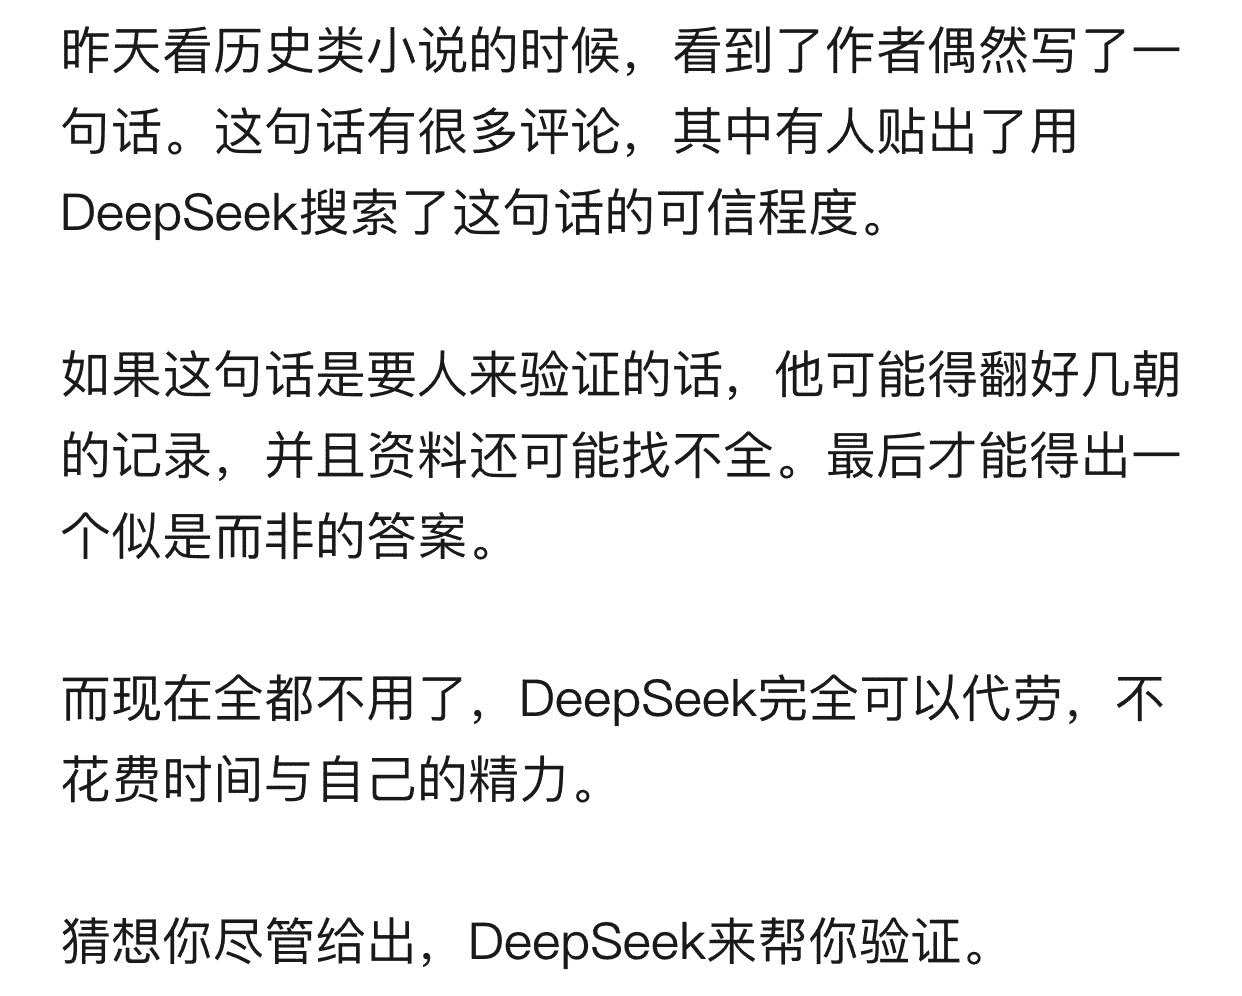 昨天看历史类小说的时候，看到了作者偶然写了一
句话。这句话有很多评论，其中有人贴出了用
DeepSeek搜索了这句话的可信程度。
如果这句话是要人来验证的话，他可能得翻好几朝
的记录，并且资料还可能找不全。最后才能得出一
个似是而非的答案。
而现在全都不用了，DeepSeek完全可以代劳，不
花费时间与自己的精力。
猜想你尽管给出，DeepSeek来帮你验证。